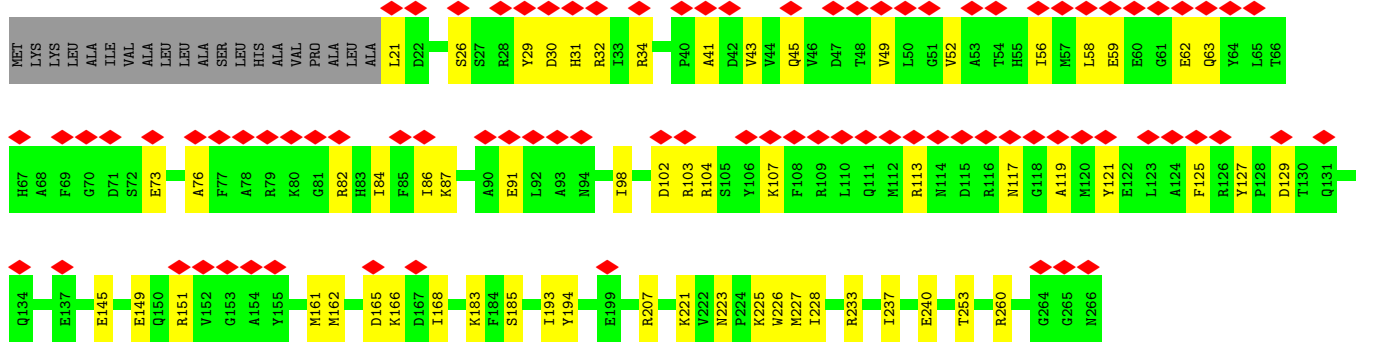 MET LYS LYS LEU ALA ILE VAL ALA LEU LEU ALA SER LEU HIS ALA VAL PRO ALA LEU ALA L21 D22 S26 S27 R28 Y29 D30 H31 R32 I33 R34 P40 A41 D42 V43 V44 Q45 V46 D47 T48 V49 L50 G51 V52 A53 T54 H55 I56 M57 L58 E59 E60 G61 E62 Q63 Y64 L65 T66
H67 A68 F69 G70 D71 S72 E73 A76 F77 A78 R79 K80 G81 R82 H83 I84 F85 I86 K87 A90 E91 L92 A93 N94 I98 D102 R103 R104 S105 Y106 K107 F108 R109 L110 Q111 M112 R113 N114 D115 R116 N117 G118 A119 M120 Y121 E122 L123 A124 F125 R126 Y127 P128 D129 T130 Q131
Q134 E137 E145 E149 Q150 R151 V152 G153 A154 Y155 M161 M162 D165 K166 D167 I168 K183 F184 S185 I193 Y194 E199 R207 K221 V222 N223 P224 K225 W226 M227 I228 R233 I237 E240 T253 R260 G264 G265 N266